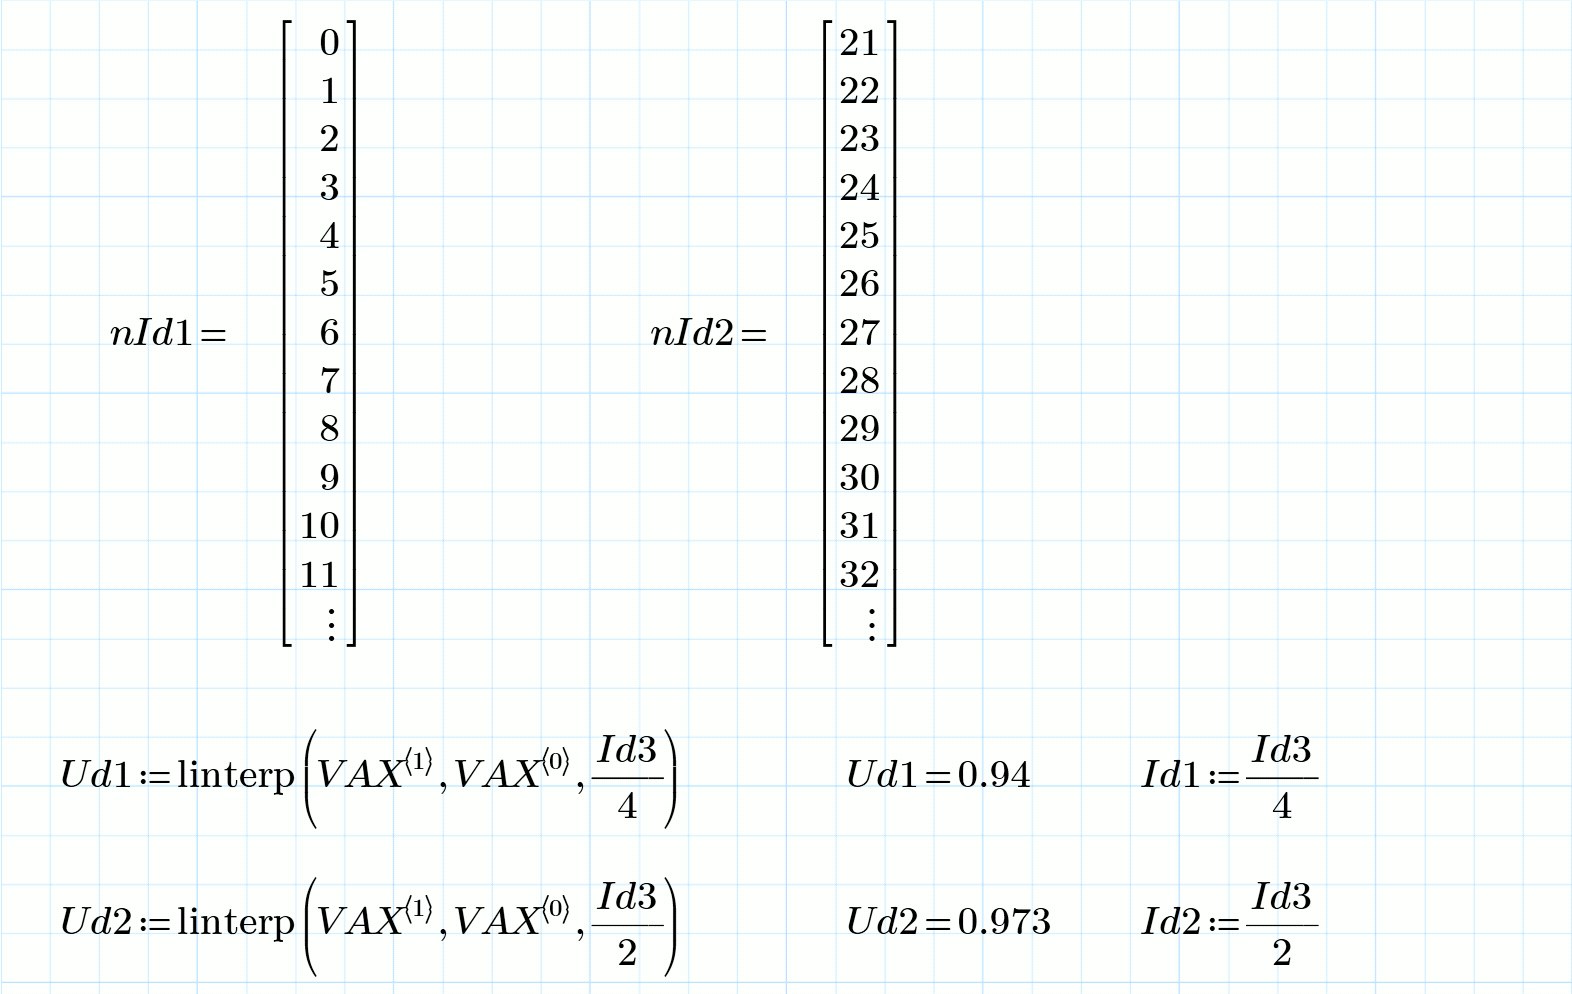 nId1= [0 1 2 3 4 5 6 7 8 9 10 11 ⋮]
nId2= [21 22 23 24 25 26 27 28 29 30 31 32 ⋮]
Ud1 := linterp(VAX^⟨1⟩, VAX^⟨0⟩, Id3/4) Ud1=0.94 Id1 := Id3/4
Ud2 := linterp(VAX^⟨1⟩, VAX^⟨0⟩, Id3/2) Ud2=0.973 Id2 := Id3/2